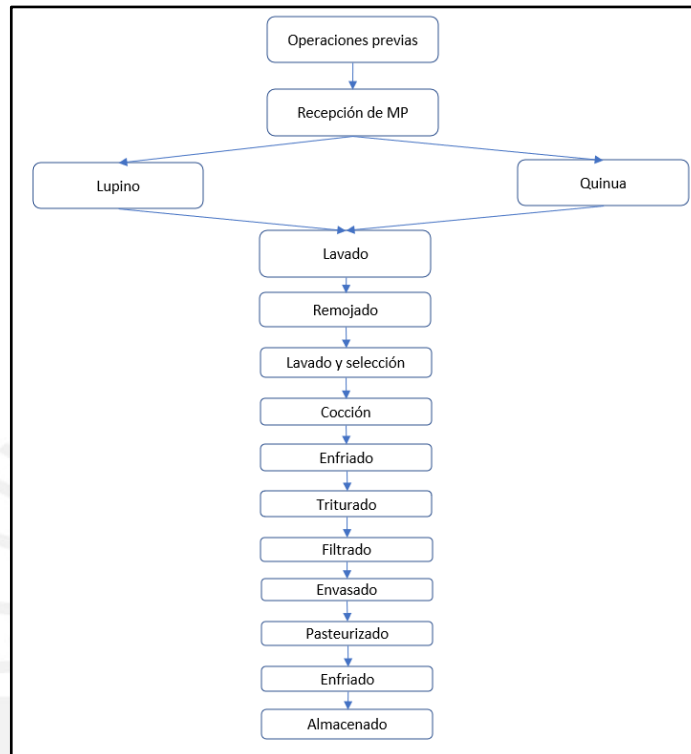 Operaciones previas
Recepción de MP
Lupino
Quinua
Lavado
Remojado
Lavado y selección
Cocción
Enfriado
Triturado
Filtrado
Envasado
Pasteurizado
Enfriado
Almacenado